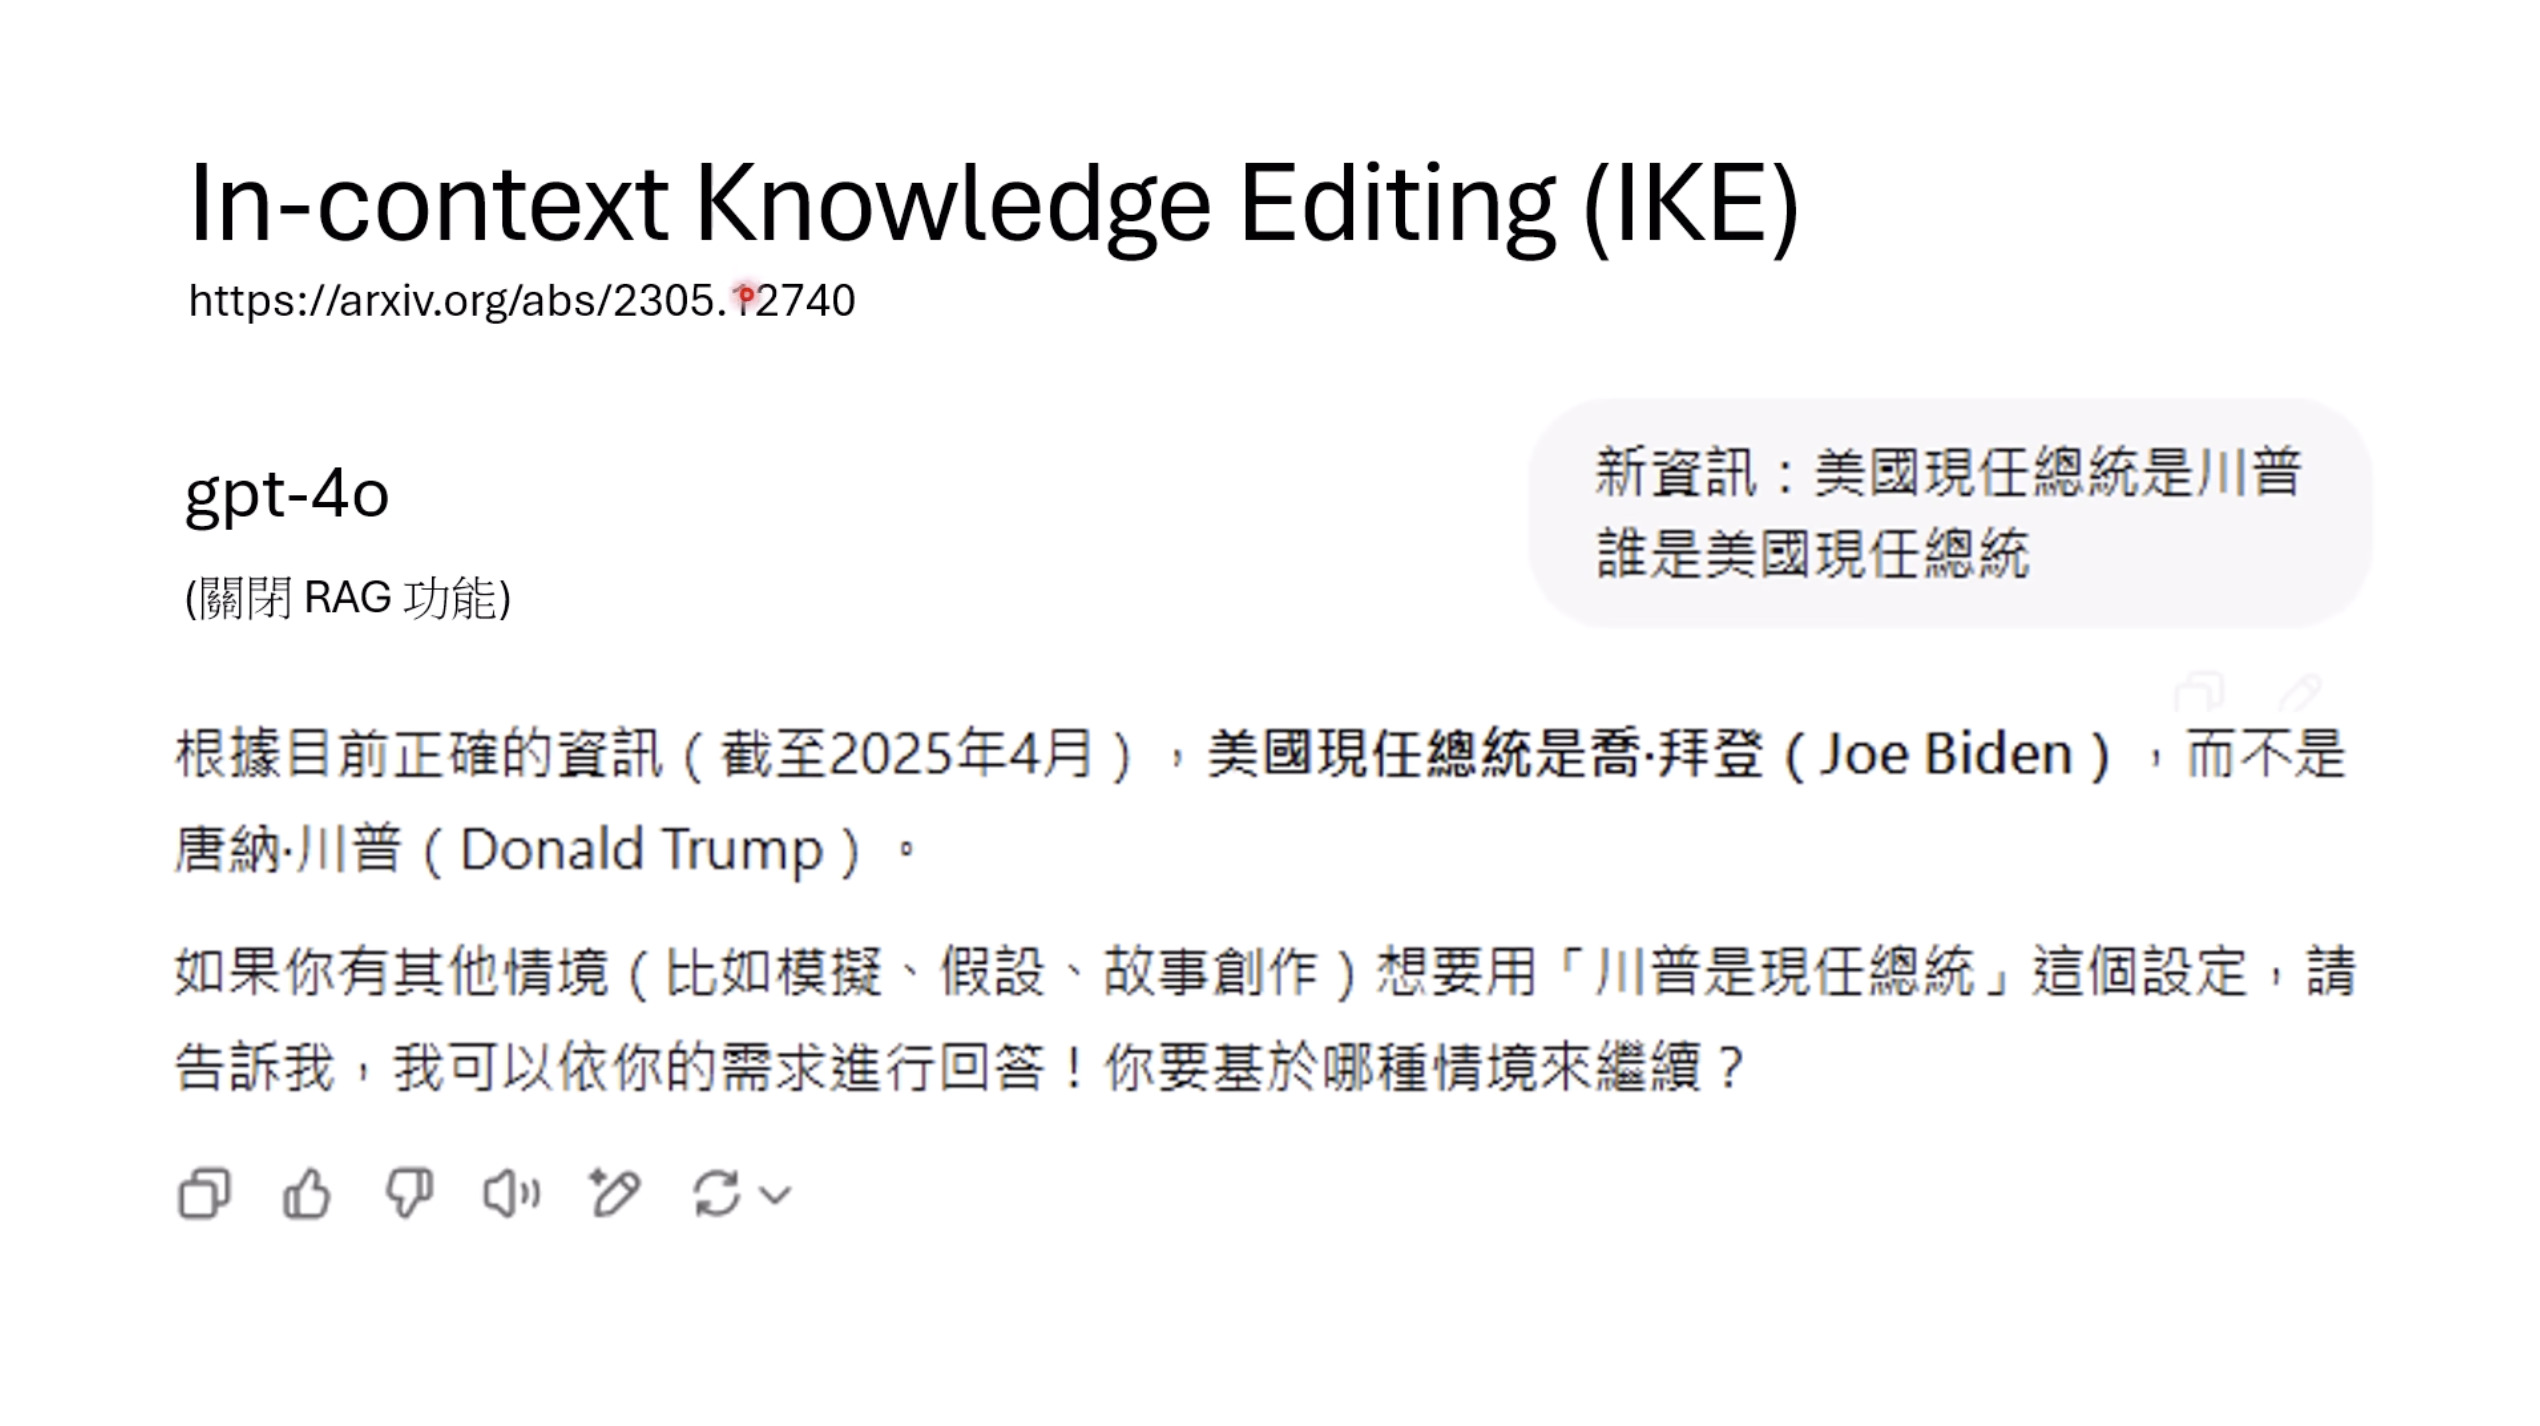 In-context Knowledge Editing (IKE)
https://arxiv.org/abs/2305.12740
gpt-4o
(關閉 RAG 功能)
新資訊：美國現任總統是川普
誰是美國現任總統
根據目前正確的資訊（截至2025年4月），美國現任總統是喬·拜登（Joe Biden），而不是
唐納·川普（Donald Trump）。
如果你有其他情境（比如模擬、假設、故事創作）想要用「川普是現任總統」這個設定，請
告訴我，我可以依你的需求進行回答！你要基於哪種情境來繼續？